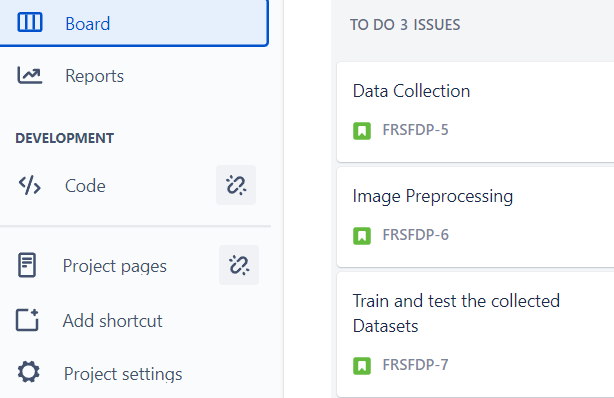 Board
Reports
DEVELOPMENT
Code
Project pages
Add shortcut
Project settings
TO DO 3 ISSUES
Data Collection
FRSFDP-5
Image Preprocessing
FRSFDP-6
Train and test the collected
Datasets
FRSFDP-7